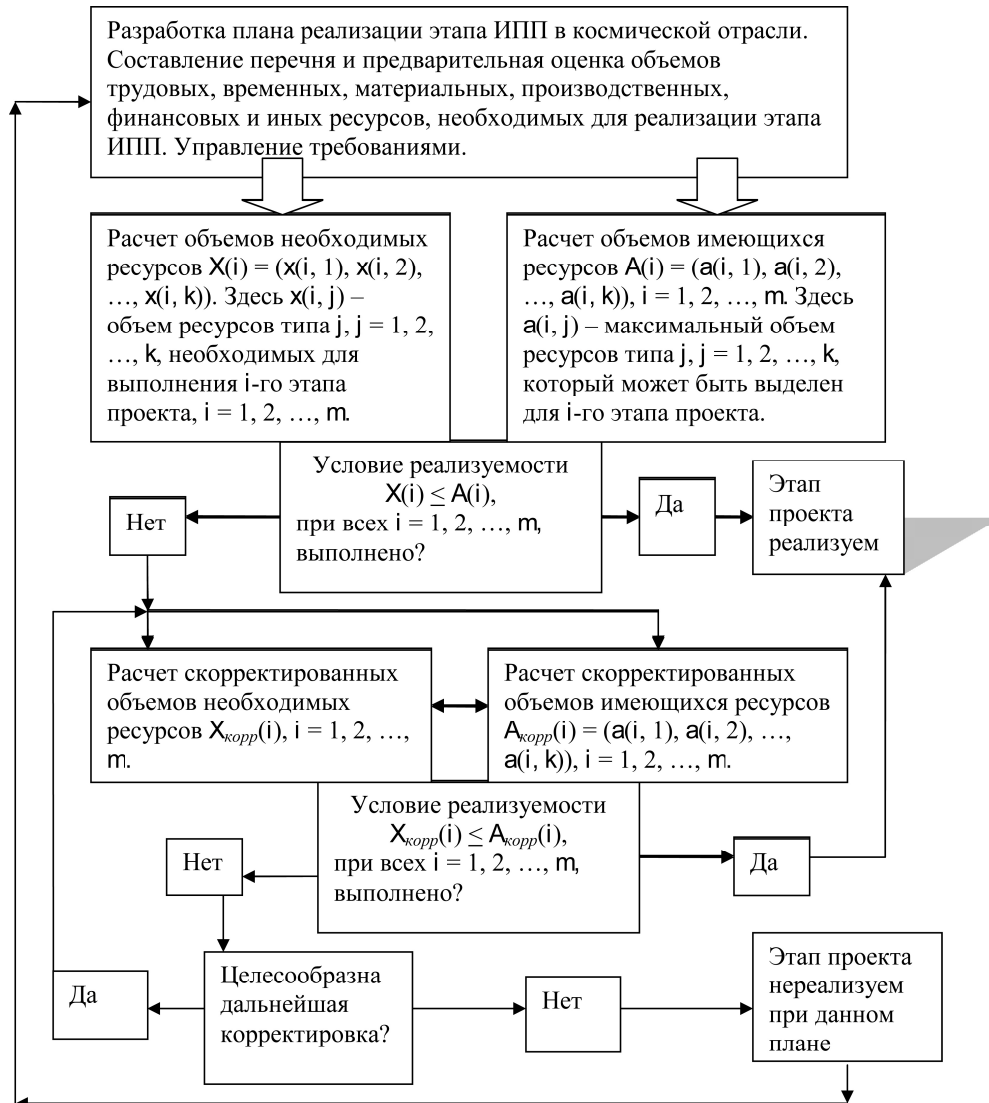 Разработка плана реализации этапа ИПП в космической отрасли.
Составление перечня и предварительная оценка объемов
трудовых, временных, материальных, производственных,
финансовых и иных ресурсов, необходимых для реализации этапа
ИПП. Управление требованиями.
Расчет объемов необходимых
ресурсов X(i) = (x(i, 1), x(i, 2),
…, x(i, k)). Здесь x(i, j) –
объем ресурсов типа j, j = 1, 2,
…, k, необходимых для
выполнения i-го этапа
проекта, i = 1, 2, …, m.
Расчет объемов имеющихся
ресурсов A(i) = (a(i, 1), a(i, 2),
…, a(i, k)), i = 1, 2, …, m. Здесь
a(i, j) – максимальный объем
ресурсов типа j, j = 1, 2, …, k,
который может быть выделен
для i-го этапа проекта.
Условие реализуемости
X(i) ≤ A(i),
при всех i = 1, 2, …, m,
выполнено?
Нет
Да
Этап
проекта
реализуем
Расчет скорректированных
объемов необходимых
ресурсов Xкорр(i), i = 1, 2, …,
m.
Расчет скорректированных
объемов имеющихся ресурсов
Aкорр(i) = (a(i, 1), a(i, 2), …,
a(i, k)), i = 1, 2, …, m.
Условие реализуемости
Xкорр(i) ≤ Aкорр(i),
при всех i = 1, 2, …, m,
выполнено?
Нет
Да
Целесообразна
дальнейшая
корректировка?
Да
Нет
Этап проекта
нереализуем
при данном
плане